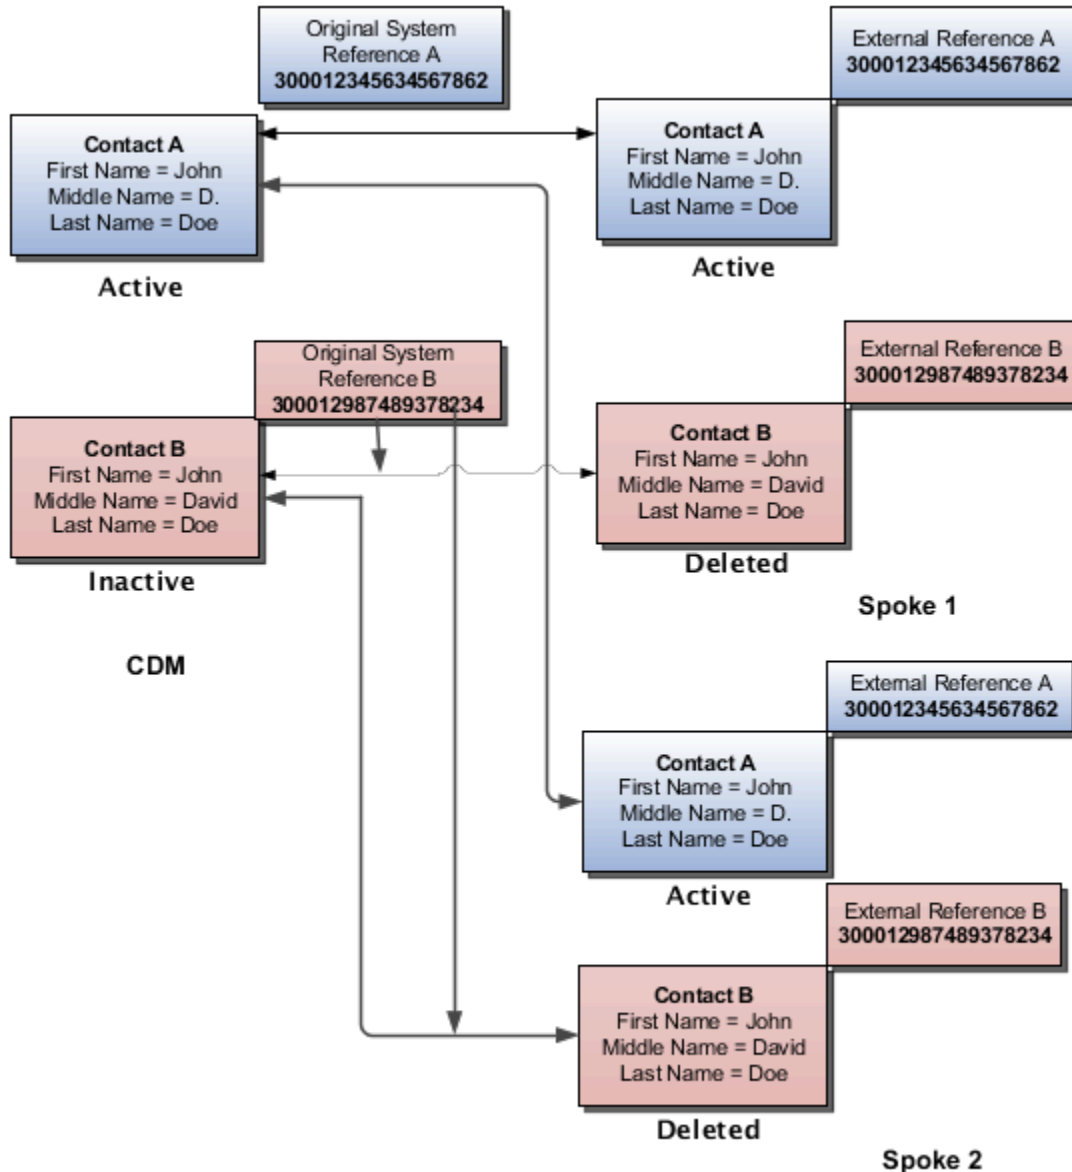 Original System
Reference A
300012345634567862
External Reference A
300012345634567862
Contact A
First Name = John
Middle Name = D.
Last Name = Doe
Active
Contact A
First Name = John
Middle Name = D.
Last Name = Doe
Active
Original System
Reference B
300012987489378234
External Reference B
300012987489378234
Contact B
First Name = John
Middle Name = David
Last Name = Doe
Inactive
Contact B
First Name = John
Middle Name = David
Last Name = Doe
Deleted
Spoke 1
CDM
External Reference A
300012345634567862
Contact A
First Name = John
Middle Name = D.
Last Name = Doe
Active
External Reference B
300012987489378234
Contact B
First Name = John
Middle Name = David
Last Name = Doe
Deleted
Spoke 2